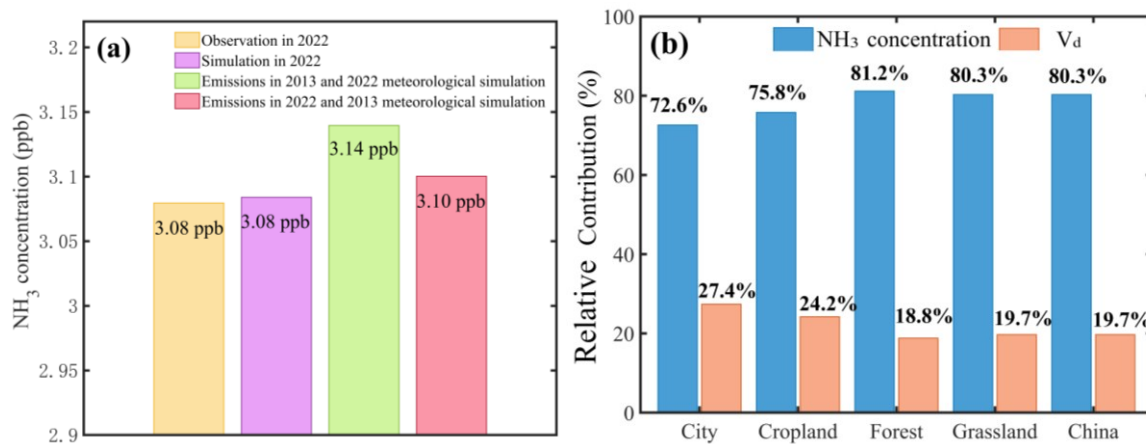 (a)
Observation in 2022
Simulation in 2022
Emissions in 2013 and 2022 meteorological simulation
Emissions in 2022 and 2013 meteorological simulation
NH₃ concentration (ppb)
3.2
3.15
3.1
3.05
3
2.95
2.9
3.08 ppb
3.08 ppb
3.14 ppb
3.10 ppb
(b)
NH₃ concentration
V_d
Relative Contribution (%)
100
80
60
40
20
0
72.6%
75.8%
81.2%
80.3%
80.3%
27.4%
24.2%
18.8%
19.7%
19.7%
City
Cropland
Forest
Grassland
China